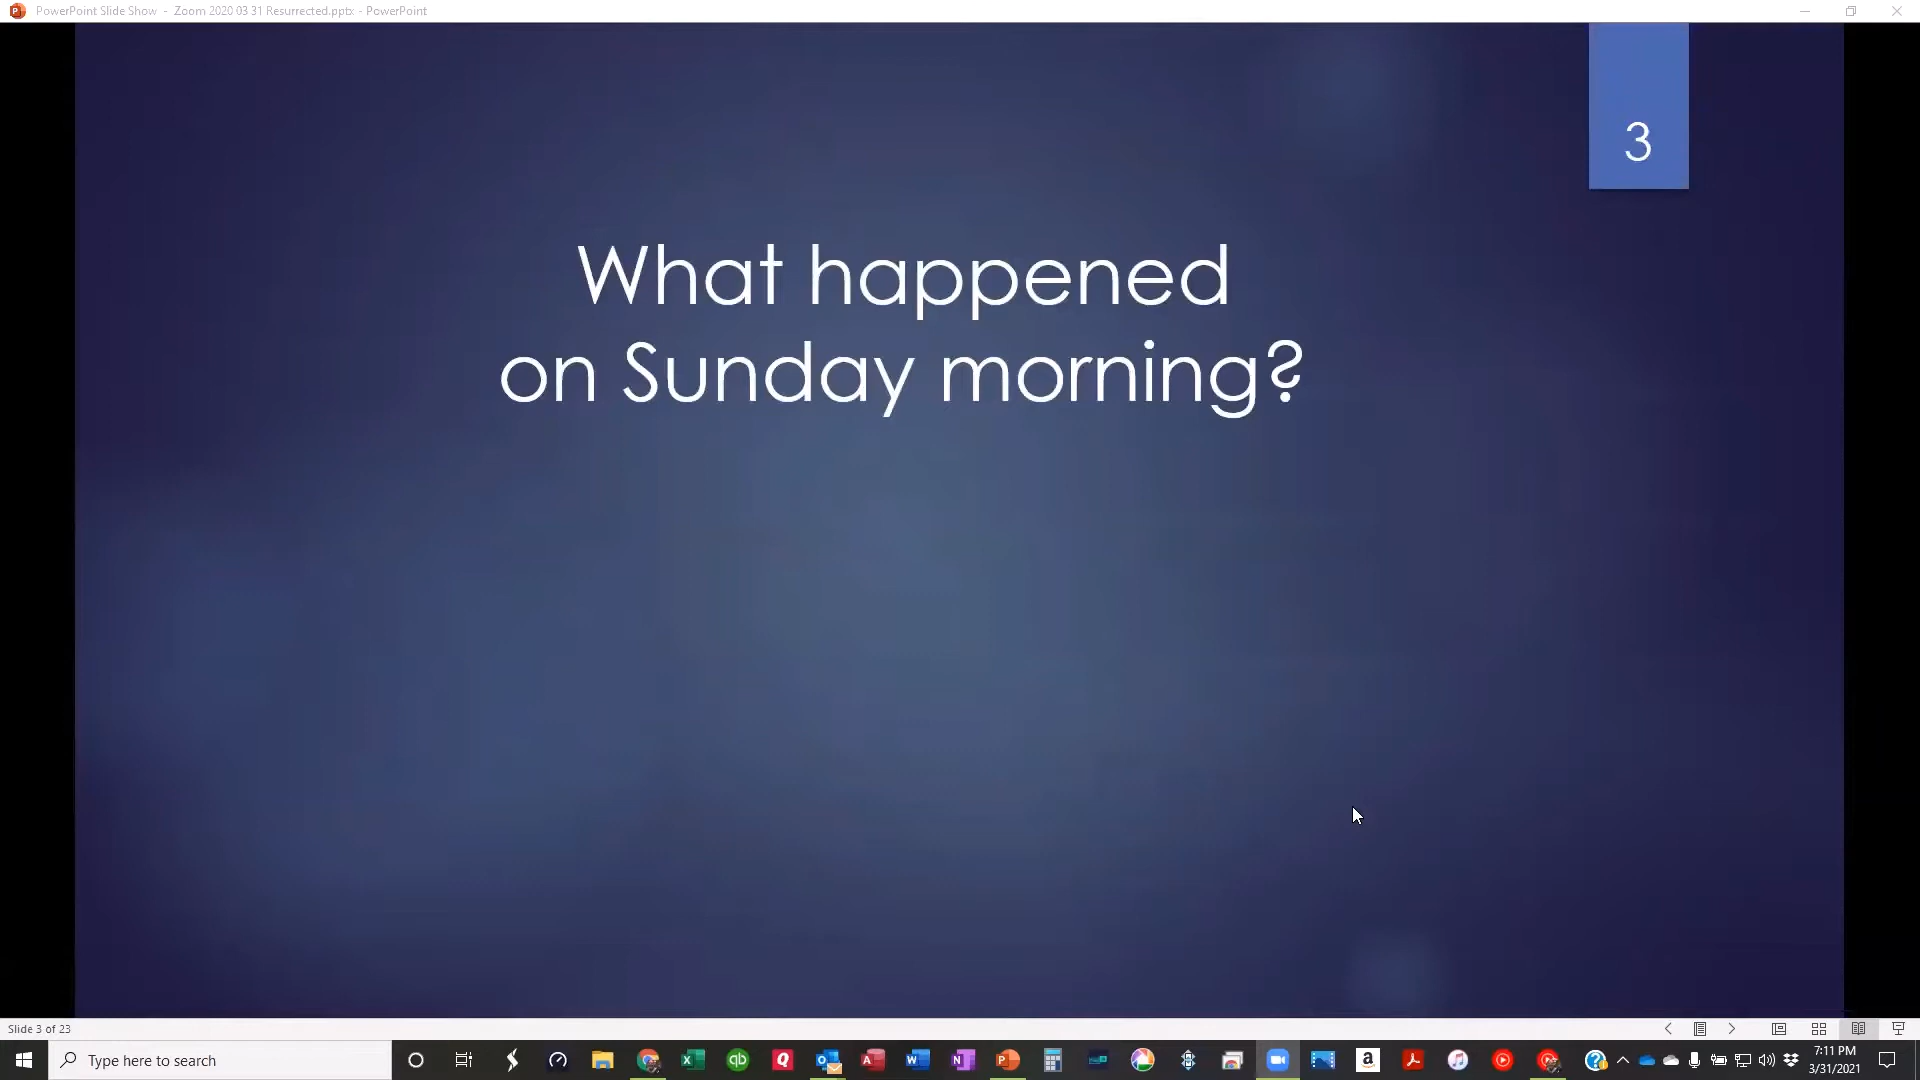 PowerPoint Slide Show - Zoom 2020 03 31 Resurrected.pptx - PowerPoint
3
What happened
on Sunday morning?
Slide 3 of 23
Type here to search
7:11 PM
3/31/2021